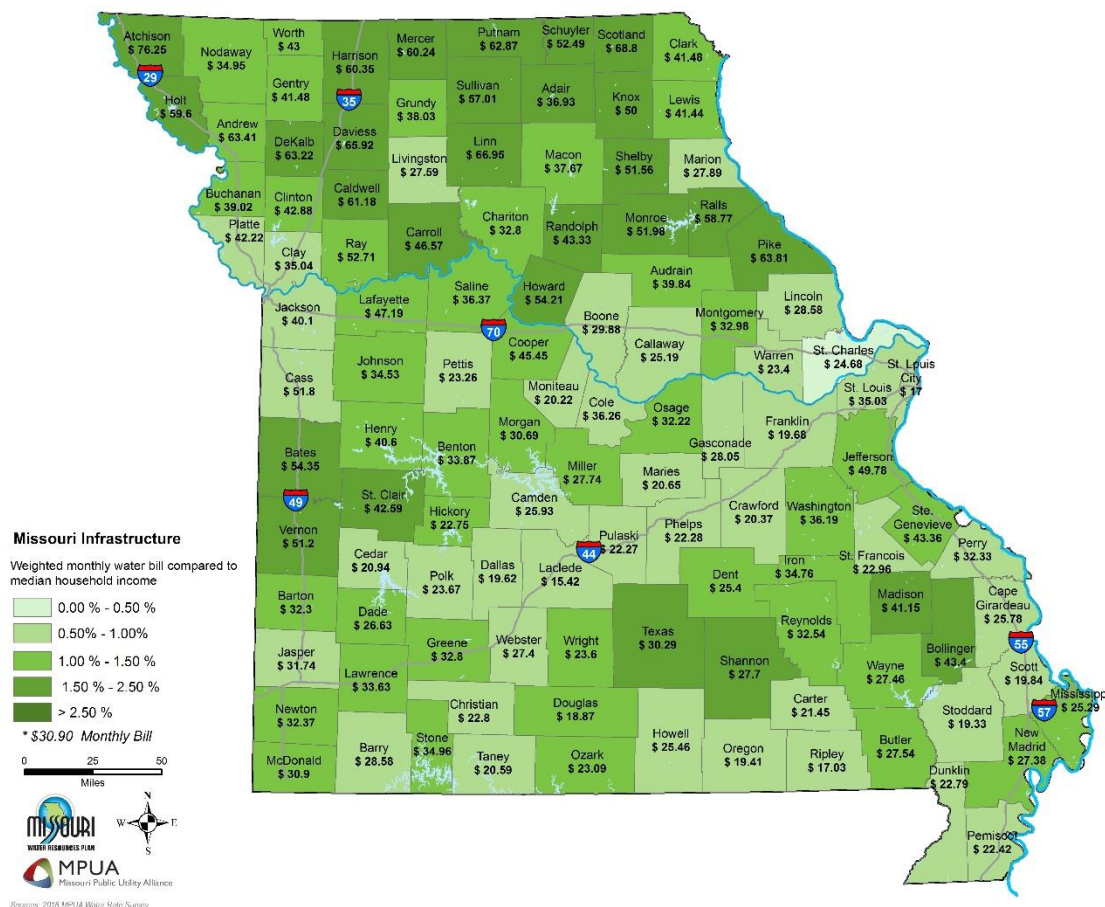 Atchison
$ 76.25
Nodaway
$ 34.95
Worth
$ 43
Harrison
$ 60.35
Mercer
$ 60.24
Putnam
$ 62.87
Schuyler
$ 52.49
Scotland
$ 68.8
Clark
$ 41.48
29
Holt
$ 59.6
Gentry
$ 41.48
35
Grundy
$ 38.03
Sullivan
$ 57.01
Adair
$ 36.93
Knox
$ 50
Lewis
$ 41.44
Andrew
$ 63.41
DeKalb
$ 63.22
Daviess
$ 65.92
Livingston
$ 27.59
Linn
$ 66.95
Macon
$ 37.67
Shelby
$ 51.56
Marion
$ 27.89
Buchanan
$ 39.02
Clinton
$ 42.88
Caldwell
$ 61.18
Carroll
$ 46.57
Chariton
$ 32.8
Randolph
$ 43.33
Monroe
$ 51.98
Ralls
$ 58.77
Pike
$ 63.81
Platte
$ 42.22
Clay
$ 35.04
Ray
$ 52.71
Jackson
$ 40.1
Lafayette
$ 47.19
Saline
$ 36.37
70
Howard
$ 54.21
Boone
$ 29.88
Audrain
$ 39.84
Callaway
$ 25.19
Montgomery
$ 32.98
Lincoln
$ 28.58
Warren
$ 23.4
St. Charles
$ 24.68
St. Louis
City
$ 17
St. Louis
$ 35.03
Cass
$ 51.8
Johnson
$ 34.53
Pettis
$ 23.26
Cooper
$ 45.45
Moniteau
$ 20.22
Cole
$ 36.26
Osage
$ 32.22
Gasconade
$ 28.05
Franklin
$ 19.68
Jefferson
$ 49.78
Bates
$ 54.35
Henry
$ 40.6
Benton
$ 33.87
Morgan
$ 30.69
Miller
$ 27.74
Maries
$ 20.65
Crawford
$ 20.37
Washington
$ 36.19
Ste.
Genevieve
$ 43.36
49
Vernon
$ 51.2
St. Clair
$ 42.59
Hickory
$ 22.75
Camden
$ 25.93
Pulaski
$ 22.27
44
Phelps
$ 22.28
St. Francois
$ 22.96
Perry
$ 32.33
Cedar
$ 20.94
Polk
$ 23.67
Dallas
$ 19.62
Laclede
$ 15.42
Dent
$ 25.4
Iron
$ 34.76
Madison
$ 41.15
Cape
Girardeau
$ 25.78
Barton
$ 32.3
Dade
$ 26.63
Greene
$ 32.8
Webster
$ 27.4
Wright
$ 23.6
Texas
$ 30.29
Shannon
$ 27.7
Reynolds
$ 32.54
Wayne
$ 27.46
Bollinger
$ 43.4
55
Scott
$ 19.84
Mississippi
$ 25.29
57
Jasper
$ 31.74
Lawrence
$ 33.63
Christian
$ 22.8
Douglas
$ 18.87
Howell
$ 25.46
Carter
$ 21.45
Stoddard
$ 19.33
Newton
$ 32.37
McDonald
$ 30.9
Barry
$ 28.58
Stone
$ 34.96
Taney
$ 20.59
Ozark
$ 23.09
Oregon
$ 19.41
Ripley
$ 17.03
Butler
$ 27.54
New
Madrid
$ 27.38
Dunklin
$ 22.79
Pemiscot
$ 22.42
Missouri Infrastructure
Weighted monthly water bill compared to
median household income
0.00 % - 0.50 %
0.50% - 1.00%
1.00 % - 1.50 %
1.50 % - 2.50 %
> 2.50 %
* $30.90 Monthly Bill
0 25 50
Miles
N
W E
S
MISSOURI
WATER RESOURCES PLAN
MPUA
Missouri Public Utility Alliance
Sources: 2016 MPUA Water Rate Survey